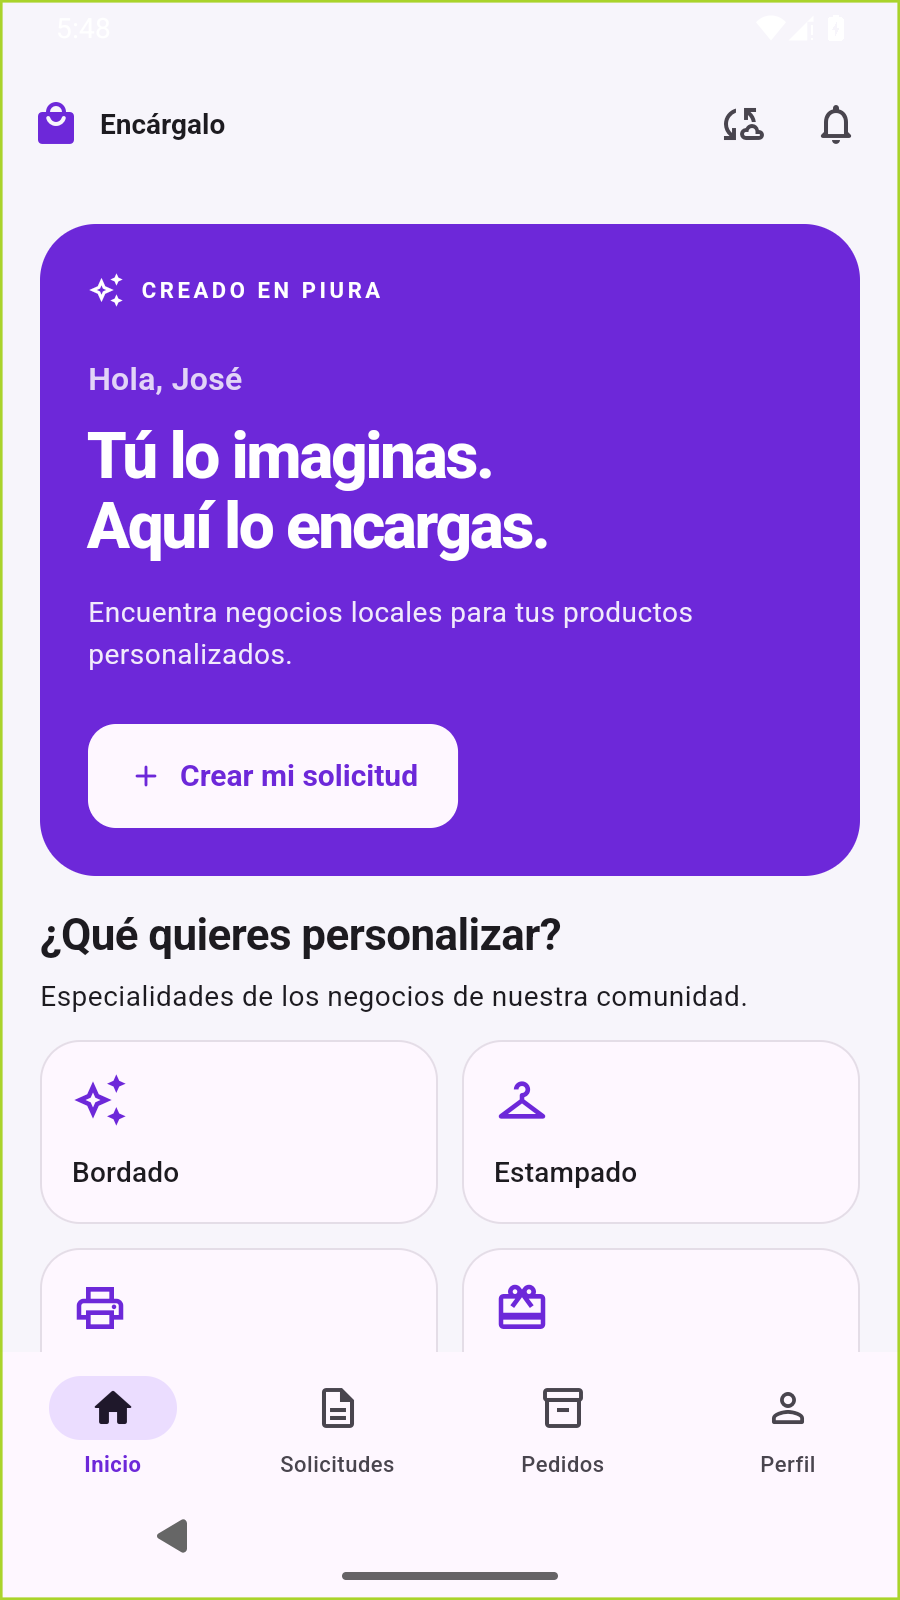 5:48
Encárgalo
CREADO EN PIURA
Hola, José
Tú lo imaginas.
Aquí lo encargas.
Encuentra negocios locales para tus productos
personalizados.
Crear mi solicitud
¿Qué quieres personalizar?
Especialidades de los negocios de nuestra comunidad.
Bordado
Estampado
Inicio
Solicitudes
Pedidos
Perfil